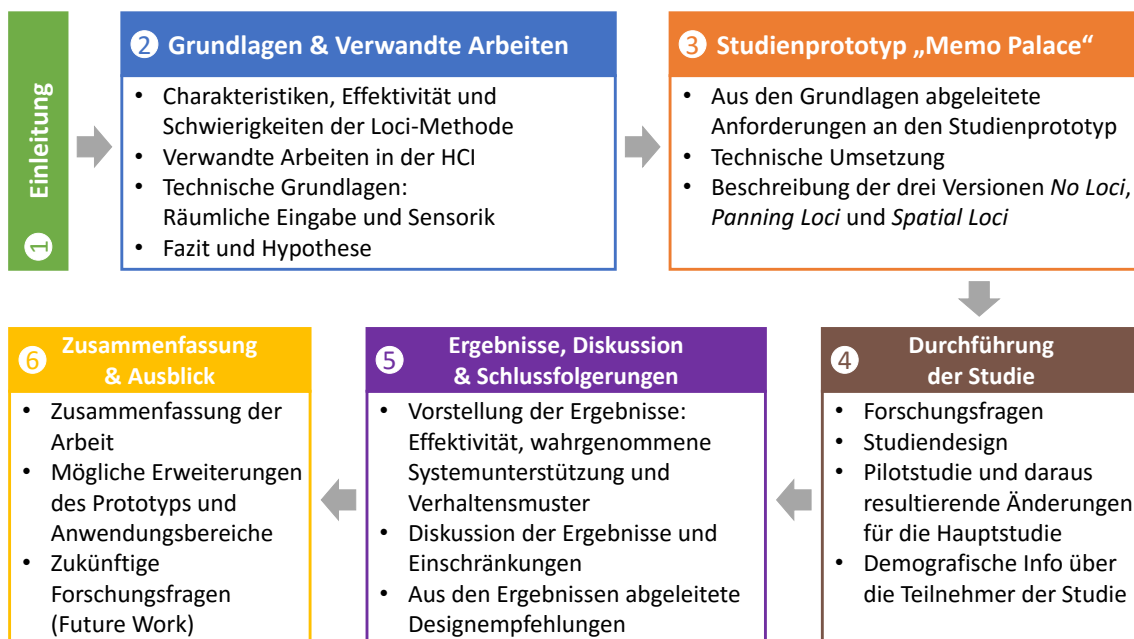 1 Einleitung
2 Grundlagen & Verwandte Arbeiten
• Charakteristiken, Effektivität und
Schwierigkeiten der Loci-Methode
• Verwandte Arbeiten in der HCI
• Technische Grundlagen:
Räumliche Eingabe und Sensorik
• Fazit und Hypothese
3 Studienprototyp „Memo Palace“
• Aus den Grundlagen abgeleitete
Anforderungen an den Studienprototyp
• Technische Umsetzung
• Beschreibung der drei Versionen No Loci,
Panning Loci und Spatial Loci
4 Durchführung
der Studie
• Forschungsfragen
• Studiendesign
• Pilotstudie und daraus
resultierende Änderungen
für die Hauptstudie
• Demografische Info über
die Teilnehmer der Studie
5 Ergebnisse, Diskussion
& Schlussfolgerungen
• Vorstellung der Ergebnisse:
Effektivität, wahrgenommene
Systemunterstützung und
Verhaltensmuster
• Diskussion der Ergebnisse und
Einschränkungen
• Aus den Ergebnissen abgeleitete
Designempfehlungen
6 Zusammenfassung
& Ausblick
• Zusammenfassung der
Arbeit
• Mögliche Erweiterungen
des Prototyps und
Anwendungsbereiche
• Zukünftige
Forschungsfragen
(Future Work)